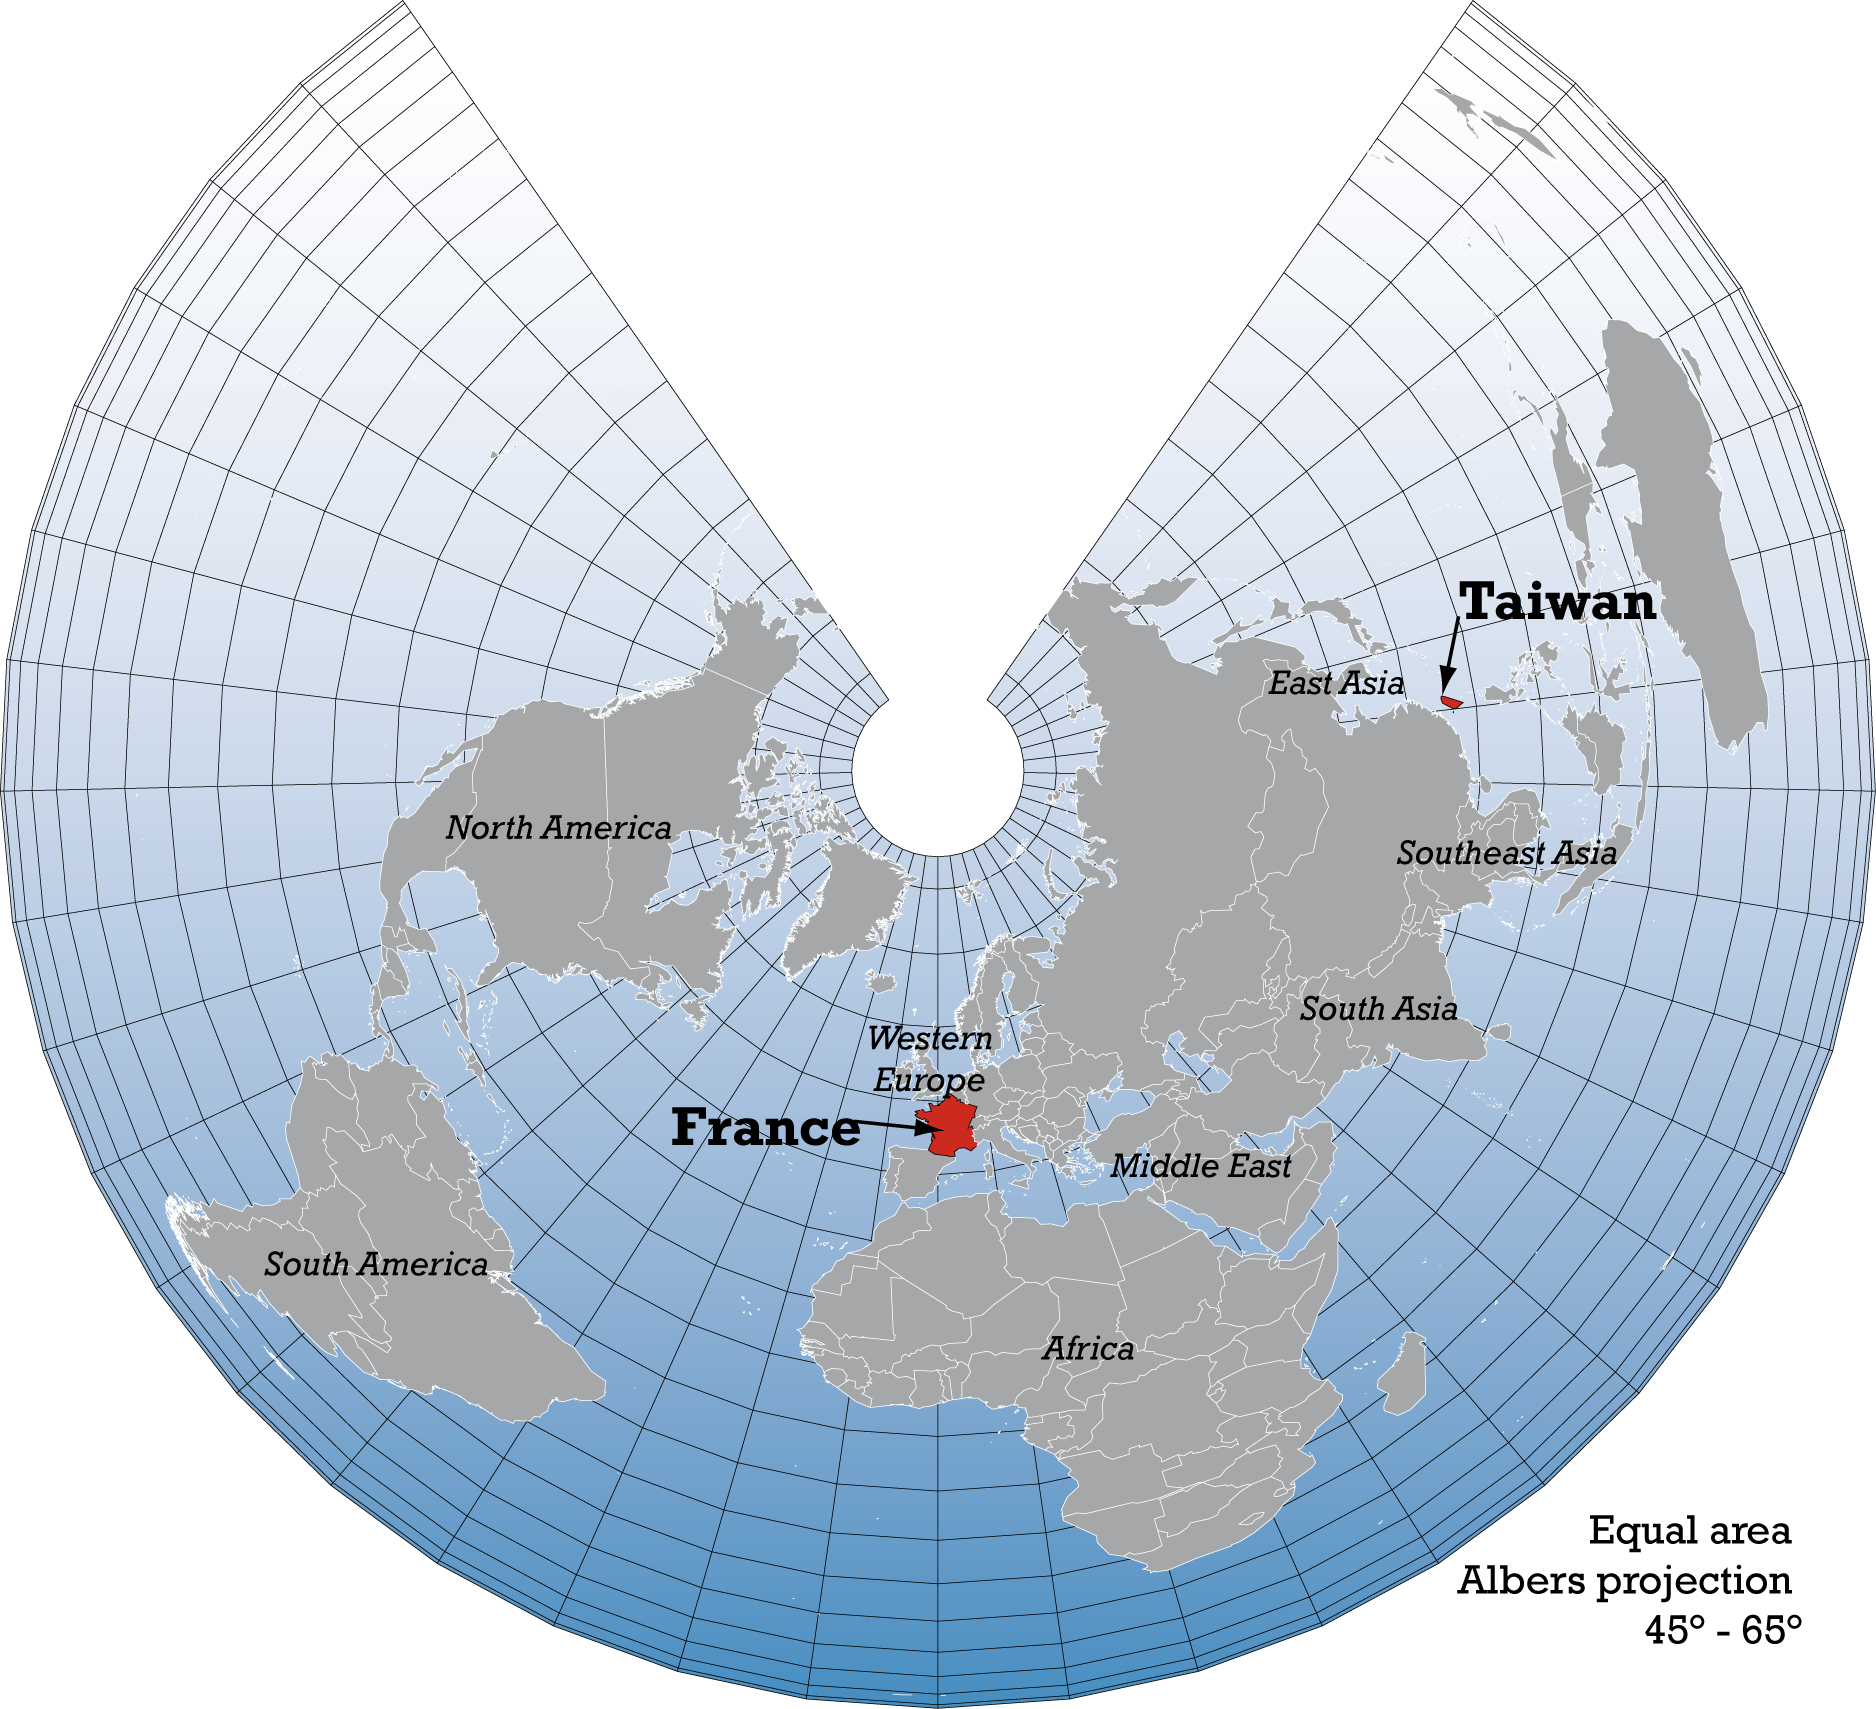 Taiwan
East Asia
North America
Southeast Asia
South Asia
Western
Europe
France
Middle East
South America
Africa
Equal area
Albers projection
45° - 65°